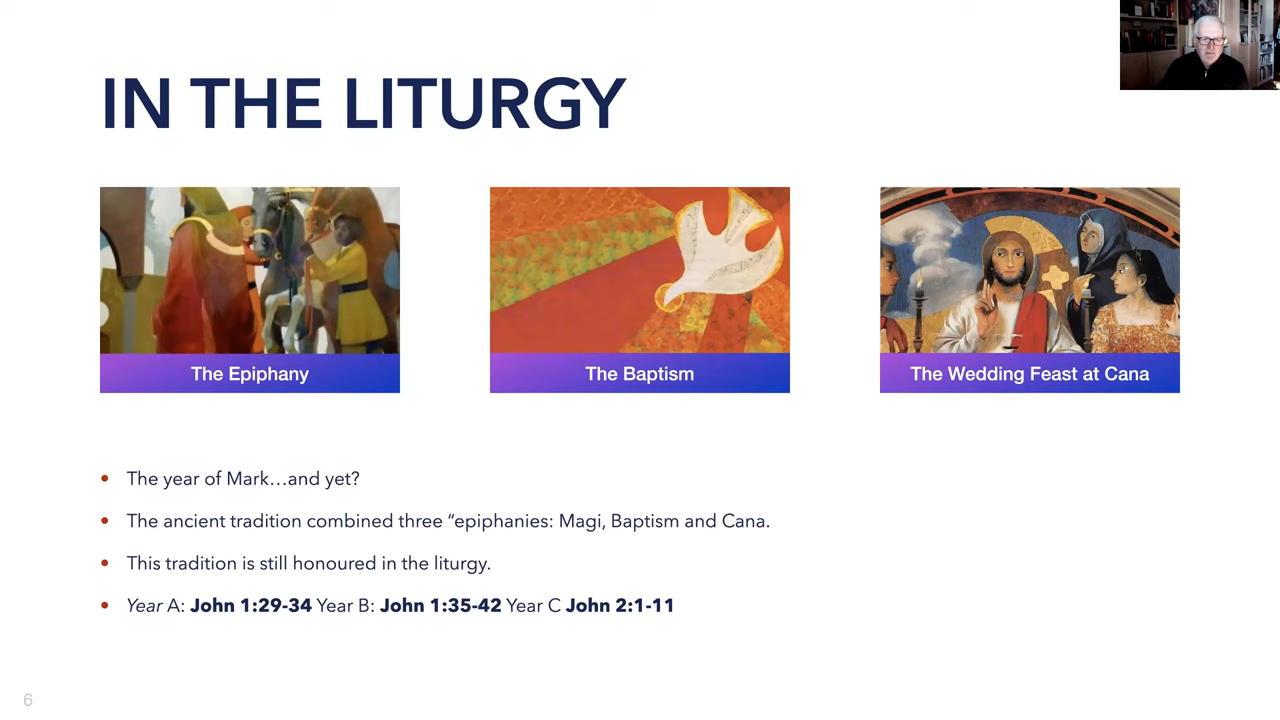 IN THE LITURGY
The Epiphany
The Baptism
The Wedding Feast at Cana
• The year of Mark…and yet?
• The ancient tradition combined three “epiphanies: Magi, Baptism and Cana.
• This tradition is still honoured in the liturgy.
• Year A: John 1:29-34 Year B: John 1:35-42 Year C John 2:1-11
6